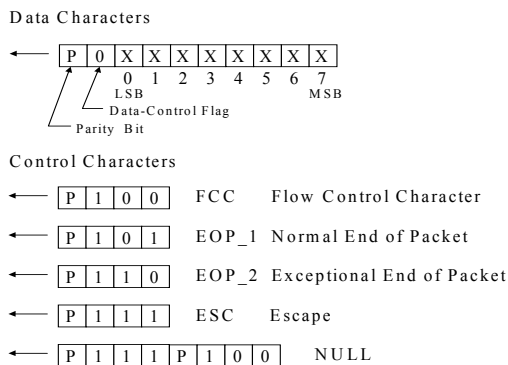 Data Characters
P 0 X X X X X X X X
0 1 2 3 4 5 6 7
LSB MSB
Data-Control Flag
Parity Bit
Control Characters
P 1 0 0 FCC Flow Control Character
P 1 0 1 EOP_1 Normal End of Packet
P 1 1 0 EOP_2 Exceptional End of Packet
P 1 1 1 ESC Escape
P 1 1 1 P 1 0 0 NULL